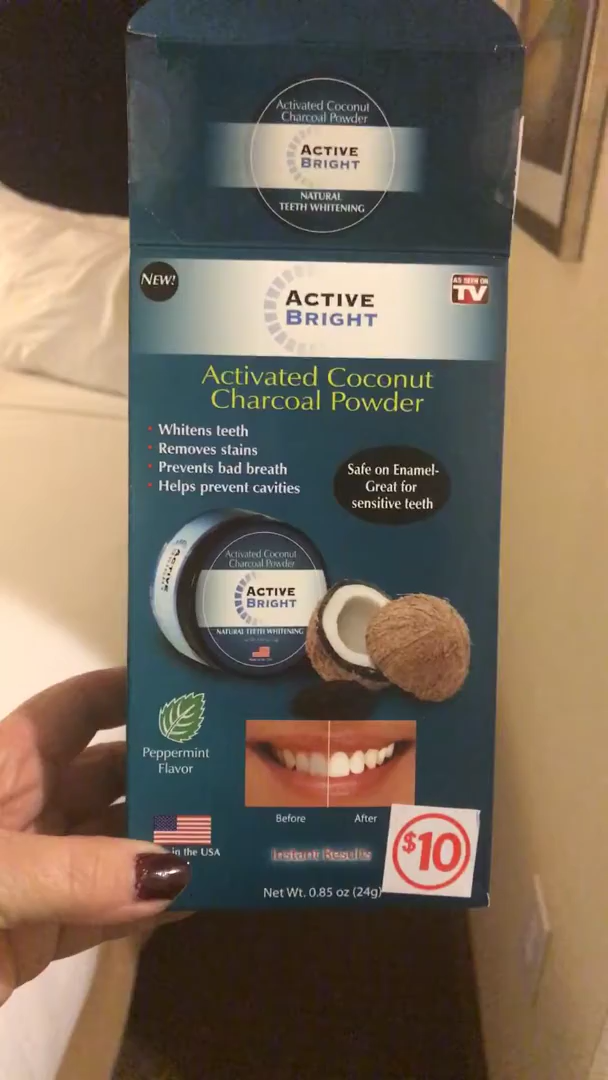 Activated Coconut
Charcoal Powder
ACTIVE
BRIGHT
NATURAL
TEETH WHITENING
NEW!
ACTIVE
BRIGHT
AS SEEN ON
TV
Activated Coconut
Charcoal Powder
• Whitens teeth
• Removes stains
• Prevents bad breath
• Helps prevent cavities
Safe on Enamel-
Great for
sensitive teeth
ACTIVE
BRIGHT
Activated Coconut
Charcoal Powder
ACTIVE
BRIGHT
NATURAL TEETH WHITENING
Peppermint
Flavor
Before
After
in the USA
Instant Results
$10
Net Wt. 0.85 oz (24g)